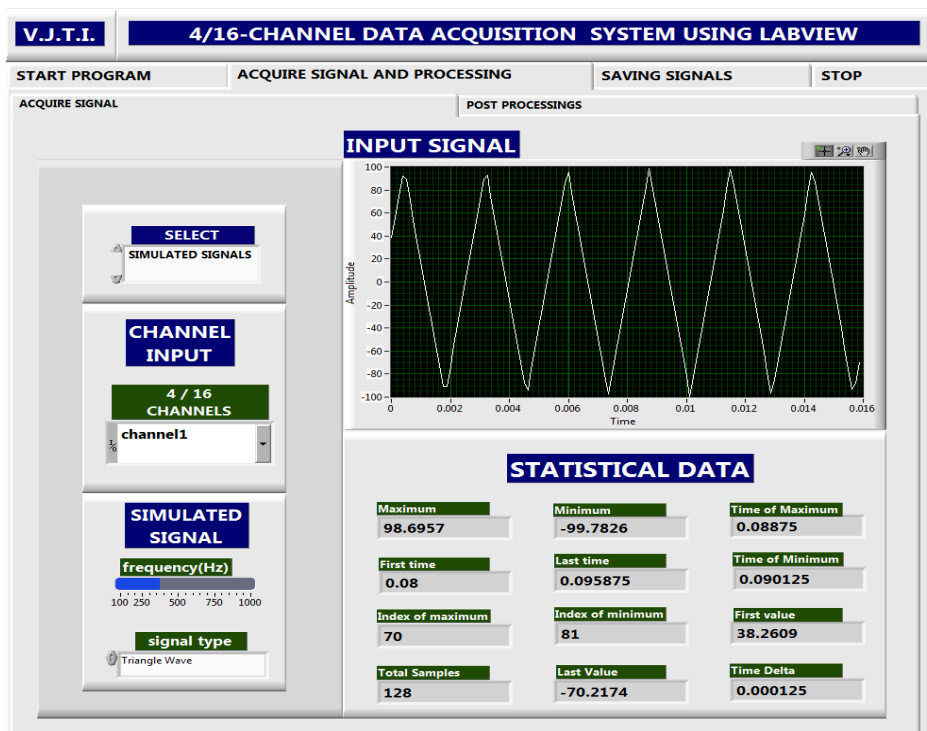 V.J.T.I.
4/16-CHANNEL DATA ACQUISITION SYSTEM USING LABVIEW
START PROGRAM
ACQUIRE SIGNAL AND PROCESSING
SAVING SIGNALS
STOP
ACQUIRE SIGNAL
POST PROCESSINGS
SELECT
SIMULATED SIGNALS
CHANNEL
INPUT
4 / 16
CHANNELS
I/O
channel1
SIMULATED
SIGNAL
frequency(Hz)
100 250 500 750 1000
signal type
Triangle Wave
INPUT SIGNAL
100
80
60
40
20
0
-20
-40
-60
-80
-100
Amplitude
0 0.002 0.004 0.006 0.008 0.01 0.012 0.014 0.016
Time
STATISTICAL DATA
Maximum
98.6957
Minimum
-99.7826
Time of Maximum
0.08875
First time
0.08
Last time
0.095875
Time of Minimum
0.090125
Index of maximum
70
Index of minimum
81
First value
38.2609
Total Samples
128
Last Value
-70.2174
Time Delta
0.000125